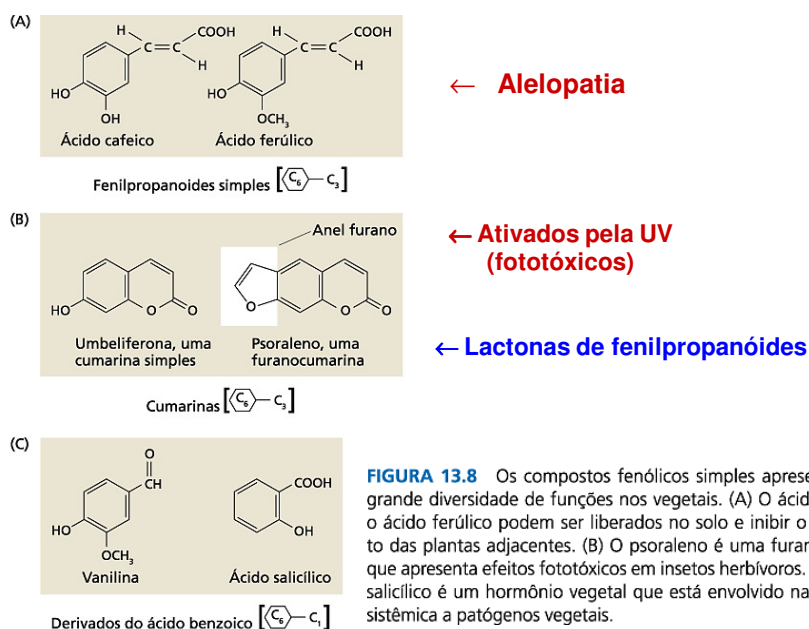 (A)
H
COOH
C=C
H
HO
OH
Ácido cafeico
H
COOH
C=C
H
HO
OCH3
Ácido ferúlico
← Alelopatia
Fenilpropanoides simples [C6 — C3]
(B)
Anel furano
← Ativados pela UV
(fototóxicos)
HO
O
O
O
O
O
Umbeliferona, uma
cumarina simples
Psoraleno, uma
furanocumarina
← Lactonas de fenilpropanóides
Cumarinas [C6 — C3]
(C)
O
CH
HO
OCH3
Vanilina
COOH
OH
Ácido salicílico
Derivados do ácido benzoico [C6 — C1]
FIGURA 13.8 Os compostos fenólicos simples aprese
grande diversidade de funções nos vegetais. (A) O ácid
o ácido ferúlico podem ser liberados no solo e inibir o
to das plantas adjacentes. (B) O psoraleno é uma furan
que apresenta efeitos fototóxicos em insetos herbívoros.
salicílico é um hormônio vegetal que está envolvido na
sistêmica a patógenos vegetais.